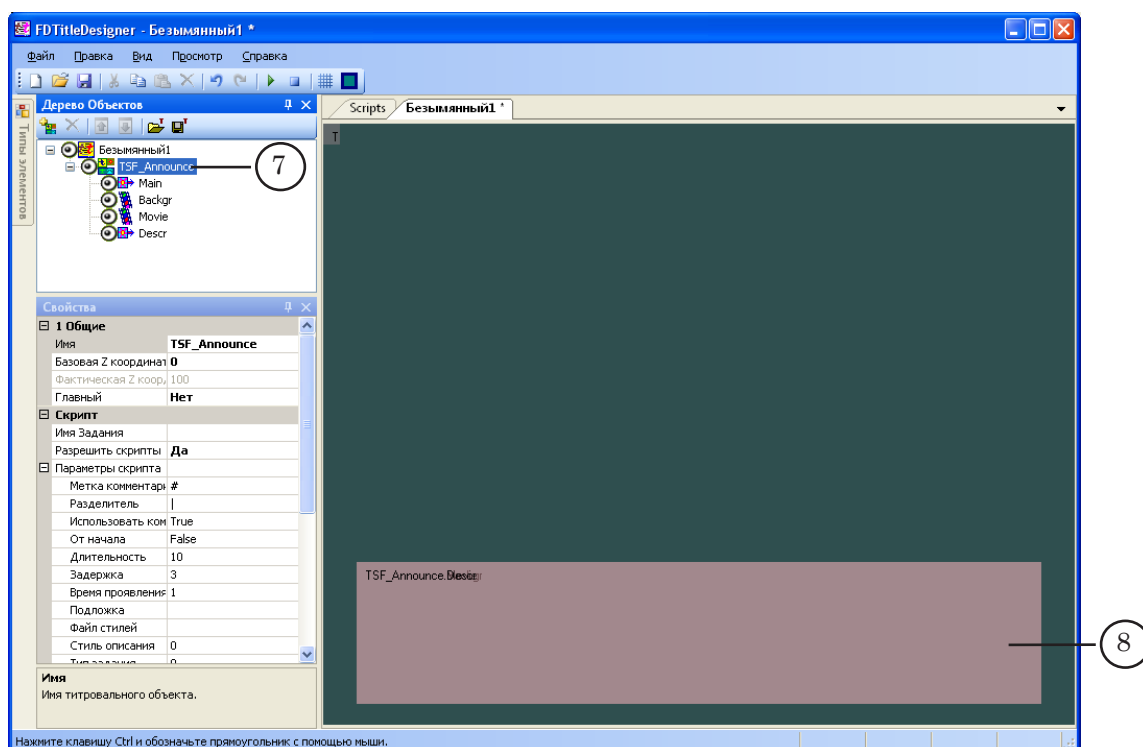 FDTitleDesigner - Безымянный1 *
Файл Правка Вид Просмотр Справка
Типы элементов
Дерево Объектов
Scripts Безымянный1 *
T
Безымянный1
TSF_Announce
7
Main
Backgr
Movie
Descr
Свойства
1 Общие
Имя TSF_Announce
Базовая Z координат 0
Фактическая Z коор, 100
Главный Нет
Скрипт
Имя Задания
Разрешить скрипты Да
Параметры скрипта
Метка комментари #
Разделитель |
Использовать ком True
От начала False
Длительность 10
Задержка 3
Время проявления 1
Подложка
Файл стилей
Стиль описания 0
TSF_Announce.
8
Имя
Имя титровального объекта.
Нажмите клавишу Ctrl и обозначьте прямоугольник с помощью мыши.